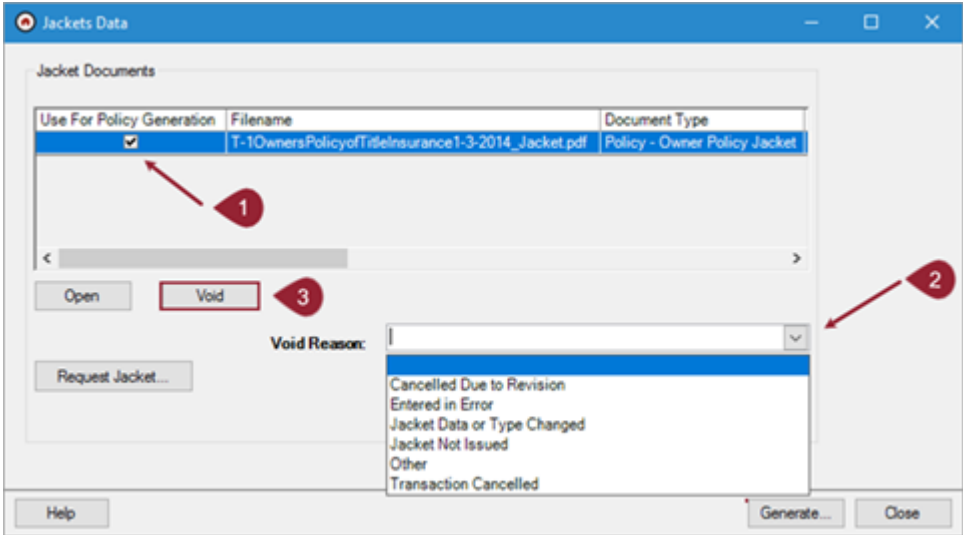 Jackets Data
Jacket Documents
Use For Policy Generation Filename Document Type
T-1OwnersPolicyofTitleInsurance1-3-2014_Jacket.pdf Policy - Owner Policy Jacket
1
2
Open Void 3
Void Reason:
Request Jacket...
Cancelled Due to Revision
Entered in Error
Jacket Data or Type Changed
Jacket Not Issued
Other
Transaction Cancelled
Help Generate... Close